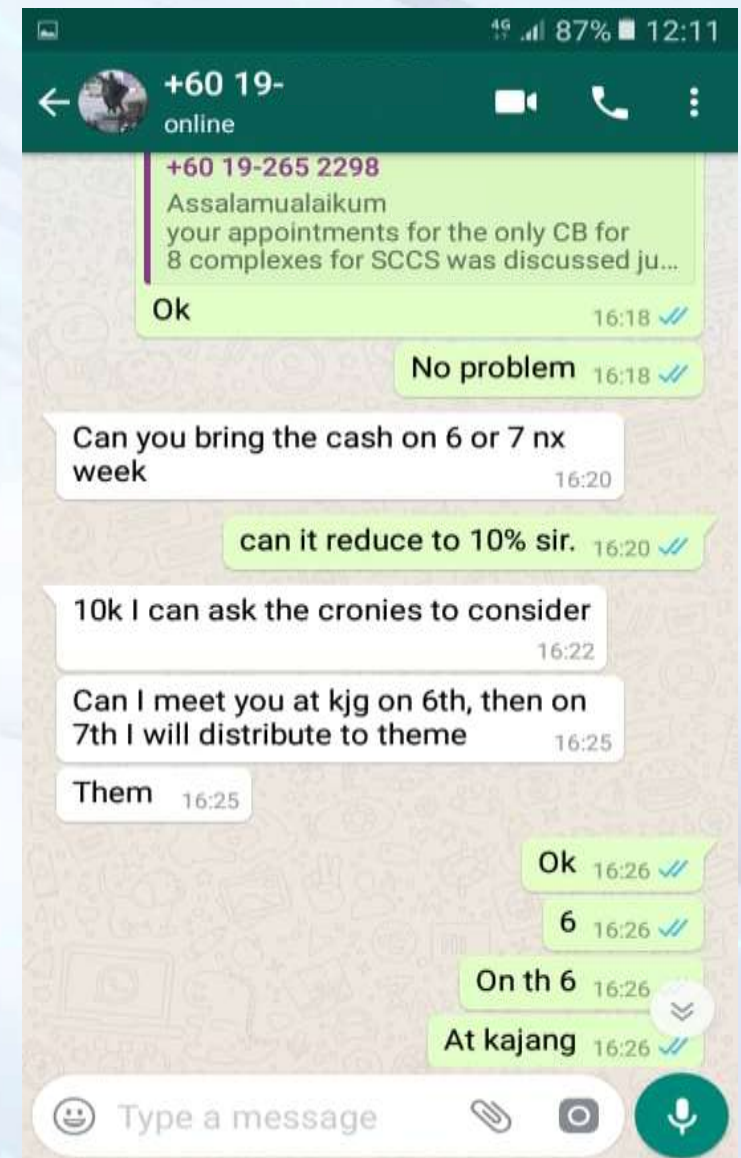 4G 87% 12:11
+60 19-
online
+60 19-265 2298
Assalamualaikum
your appointments for the only CB for
8 complexes for SCCS was discussed ju...
Ok 16:18
No problem 16:18
Can you bring the cash on 6 or 7 nx
week 16:20
can it reduce to 10% sir. 16:20
10k I can ask the cronies to consider
16:22
Can I meet you at kjg on 6th, then on
7th I will distribute to theme 16:25
Them 16:25
Ok 16:26
6 16:26
On th 6 16:26
At kajang 16:26
Type a message